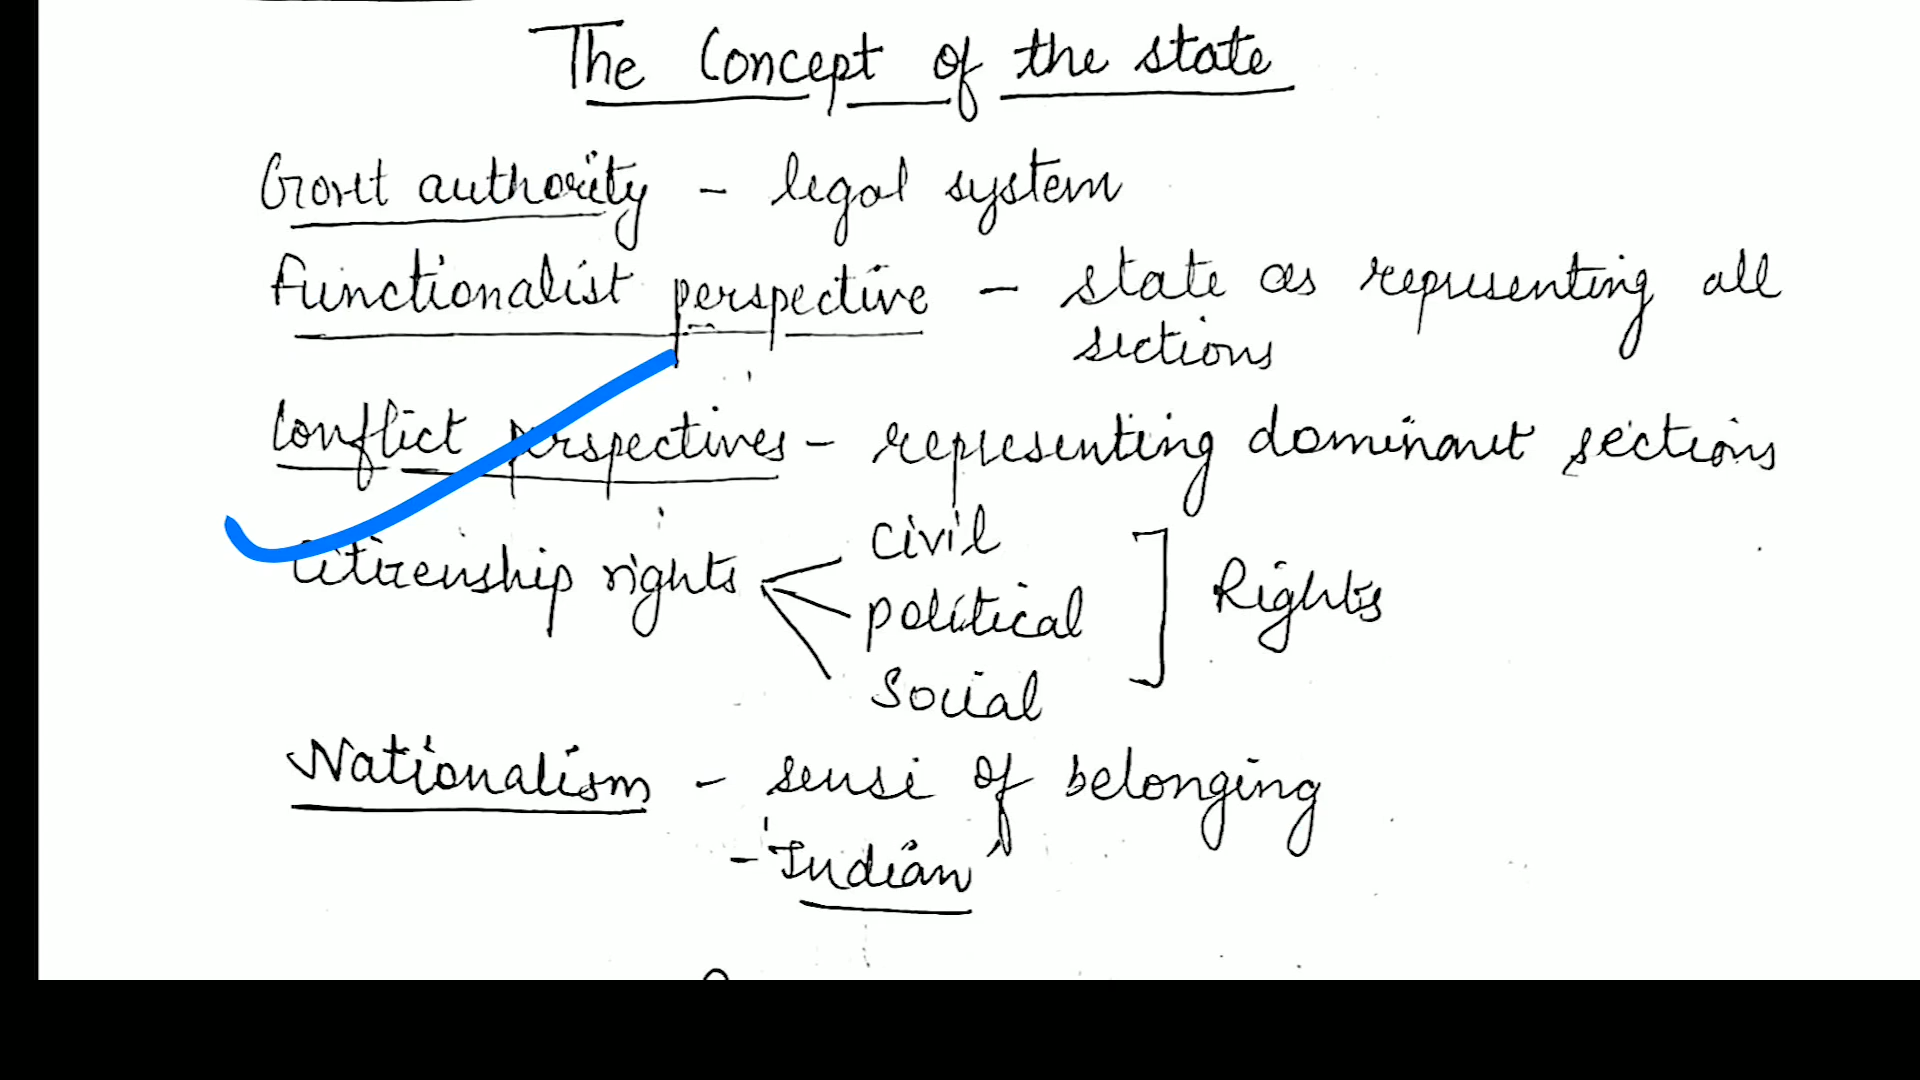 The Concept of the state
Govt authority - legal system
Functionalist perspective - state as representing all
sections
Conflict perspectives - representing dominant sections
Citizenship rights
civil
political
Social
Rights
Nationalism - sense of belonging
- Indian